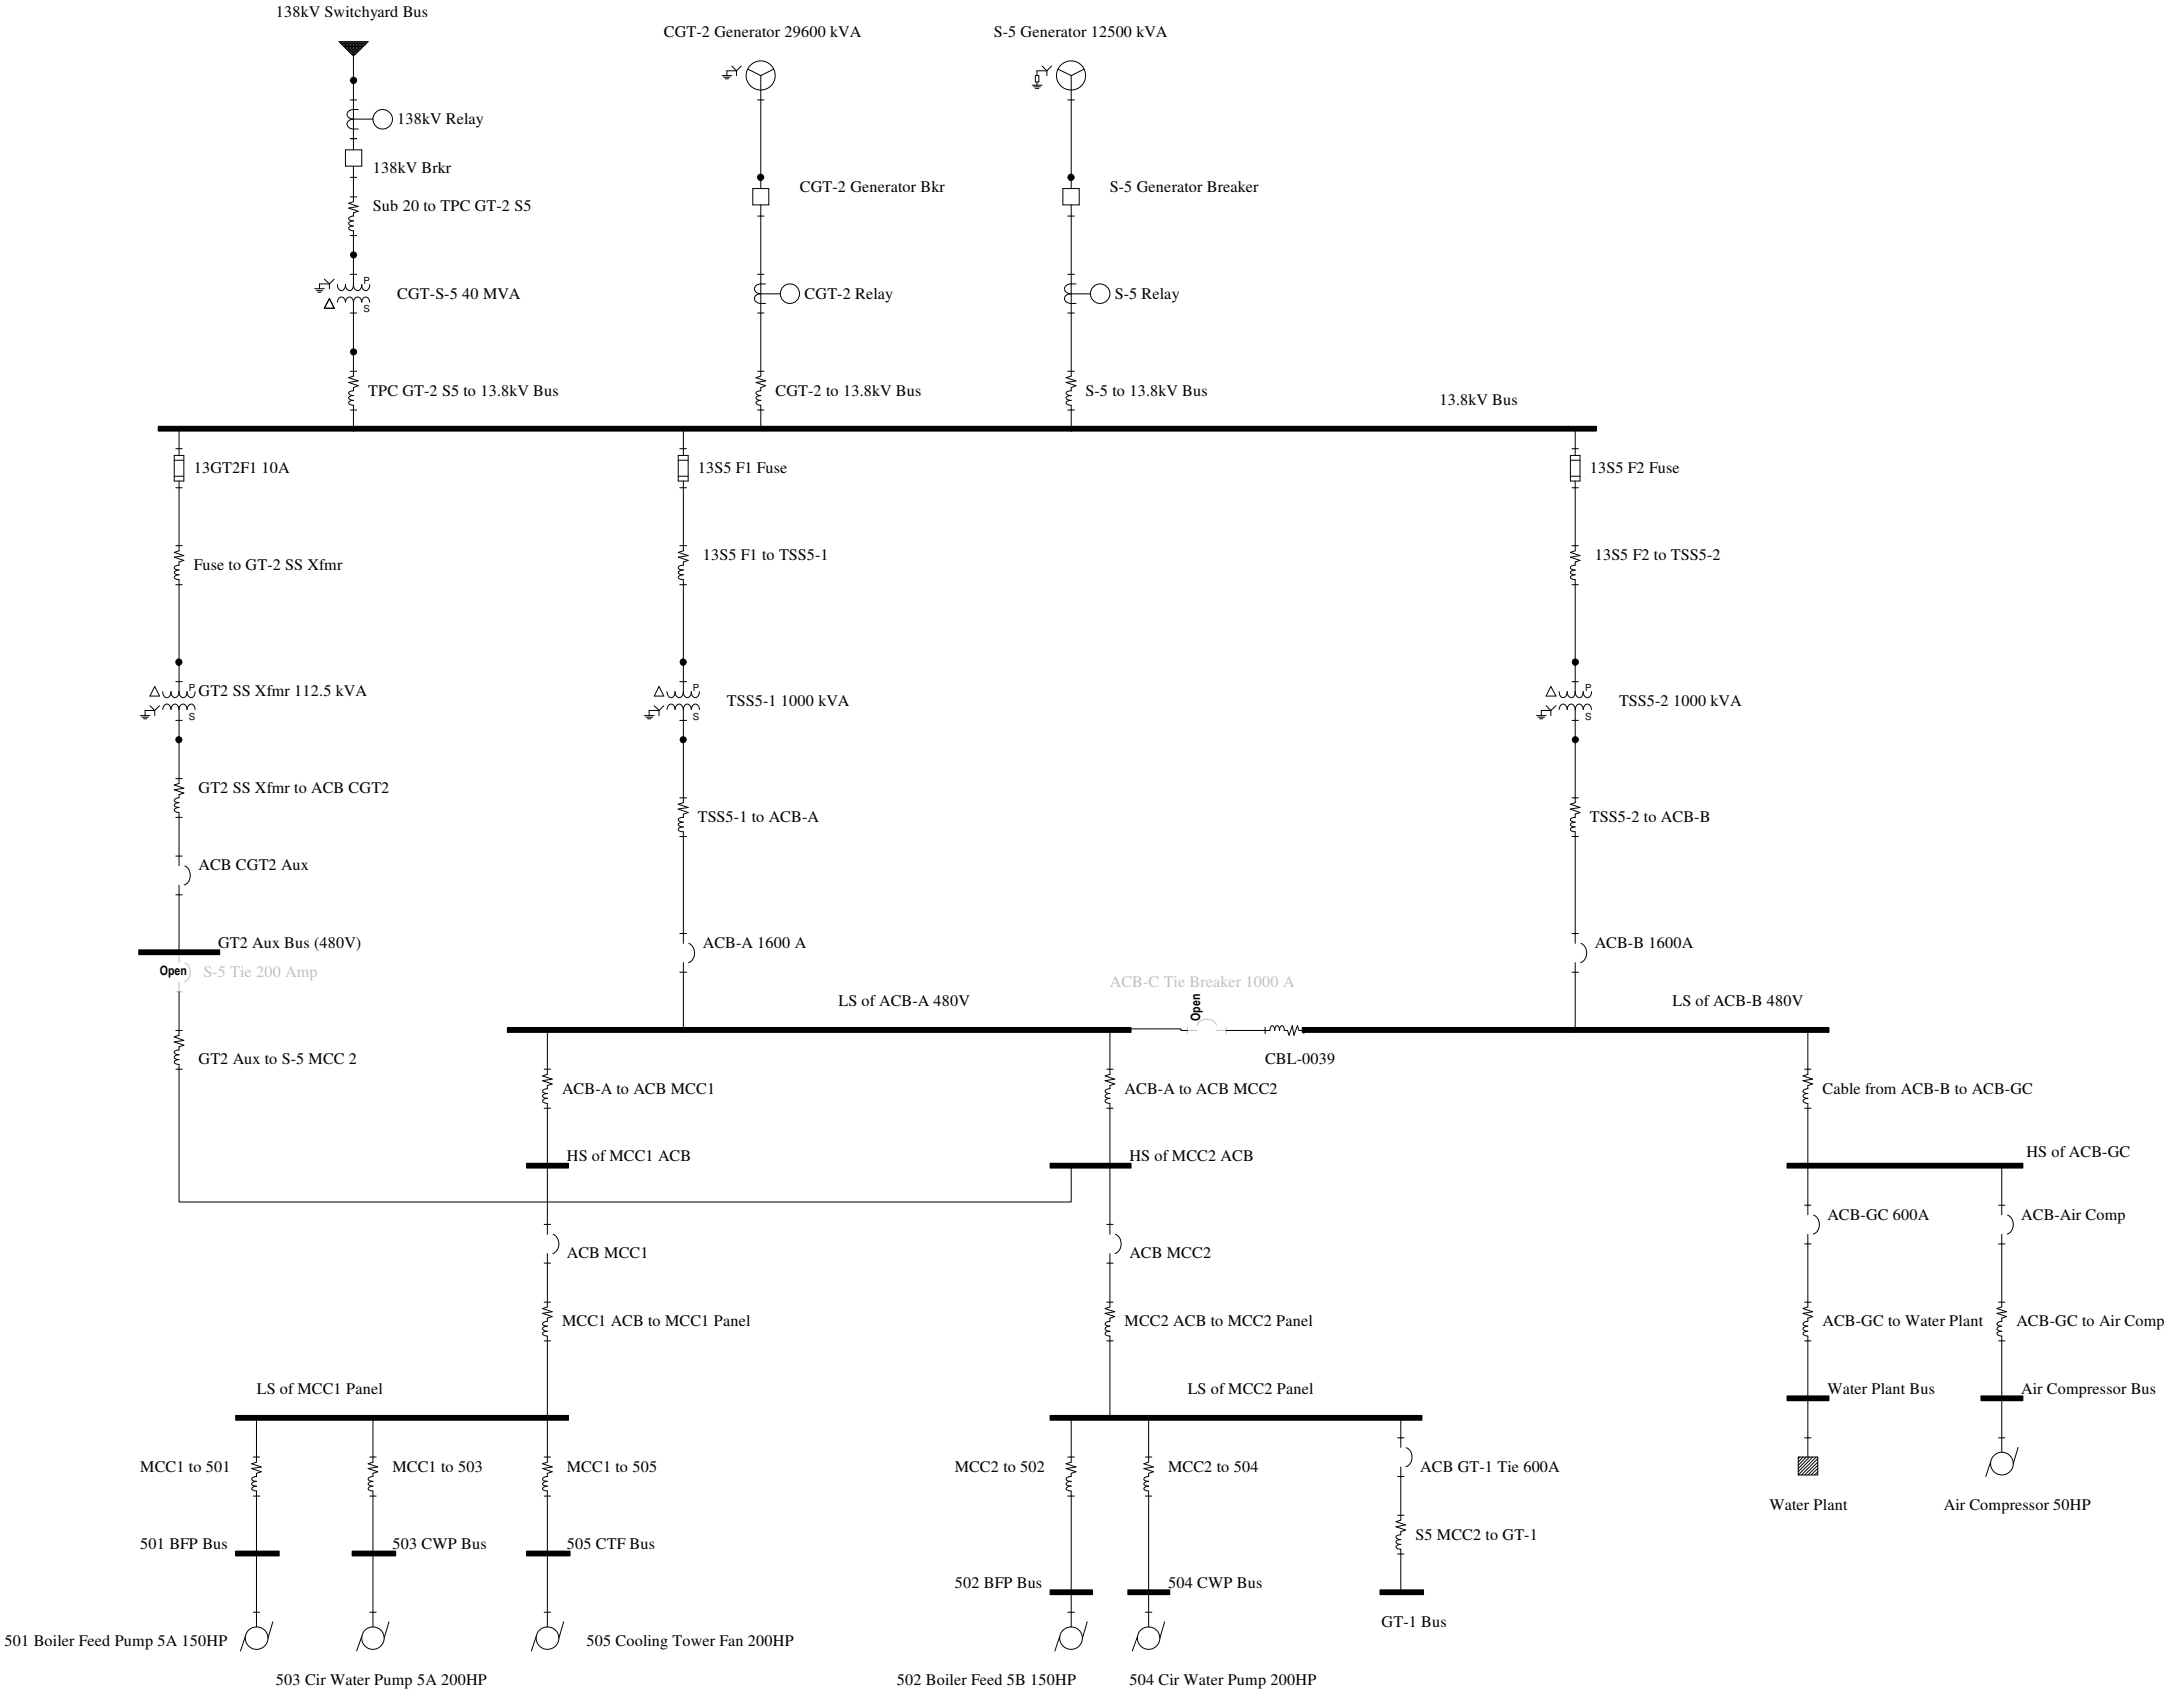 138kV Switchyard Bus
CGT-2 Generator 29600 kVA
S-5 Generator 12500 kVA
138kV Relay
138kV Brkr
CGT-2 Generator Bkr
S-5 Generator Breaker
Sub 20 to TPC GT-2 S5
P
S
CGT-S-5 40 MVA
CGT-2 Relay
S-5 Relay
TPC GT-2 S5 to 13.8kV Bus
CGT-2 to 13.8kV Bus
S-5 to 13.8kV Bus
13.8kV Bus
13GT2F1 10A
13S5 F1 Fuse
13S5 F2 Fuse
Fuse to GT-2 SS Xfmr
13S5 F1 to TSS5-1
13S5 F2 to TSS5-2
P
S
GT2 SS Xfmr 112.5 kVA
P
S
TSS5-1 1000 kVA
P
S
TSS5-2 1000 kVA
GT2 SS Xfmr to ACB CGT2
TSS5-1 to ACB-A
TSS5-2 to ACB-B
ACB CGT2 Aux
GT2 Aux Bus (480V)
ACB-A 1600 A
ACB-B 1600A
Open
S-5 Tie 200 Amp
ACB-C Tie Breaker 1000 A
Open
LS of ACB-A 480V
LS of ACB-B 480V
GT2 Aux to S-5 MCC 2
CBL-0039
ACB-A to ACB MCC1
ACB-A to ACB MCC2
Cable from ACB-B to ACB-GC
HS of MCC1 ACB
HS of MCC2 ACB
HS of ACB-GC
ACB-GC 600A
ACB-Air Comp
ACB MCC1
ACB MCC2
MCC1 ACB to MCC1 Panel
MCC2 ACB to MCC2 Panel
ACB-GC to Water Plant
ACB-GC to Air Comp
LS of MCC1 Panel
LS of MCC2 Panel
Water Plant Bus
Air Compressor Bus
MCC1 to 501
MCC1 to 503
MCC1 to 505
MCC2 to 502
MCC2 to 504
ACB GT-1 Tie 600A
Water Plant
Air Compressor 50HP
S5 MCC2 to GT-1
501 BFP Bus
503 CWP Bus
505 CTF Bus
502 BFP Bus
504 CWP Bus
GT-1 Bus
501 Boiler Feed Pump 5A 150HP
505 Cooling Tower Fan 200HP
503 Cir Water Pump 5A 200HP
502 Boiler Feed 5B 150HP
504 Cir Water Pump 200HP